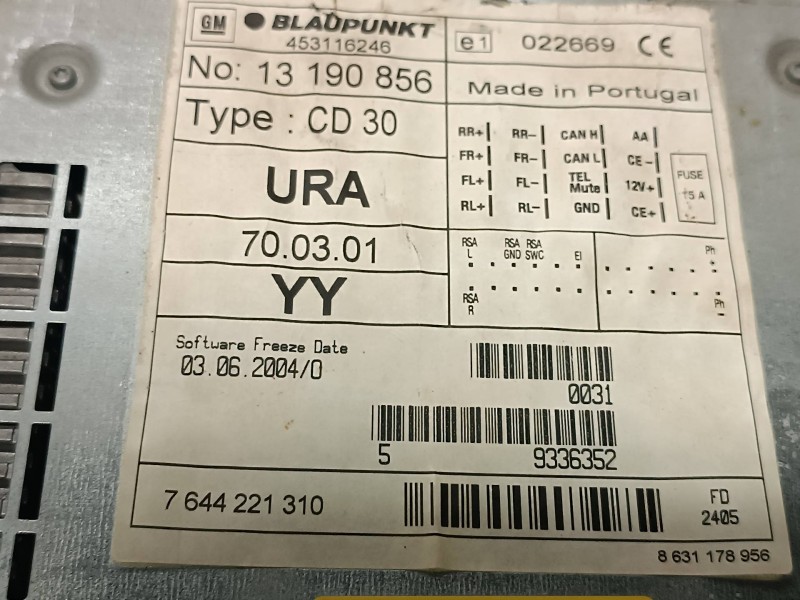 GM BLAUPUNKT
453116246
No: 13 190 856
Type : CD 30
URA
70.03.01
YY
e1 022669 CE
Made in Portugal
RR+ RR- CAN H AA
FR+ FR- CAN L CE-
FL+ FL- TEL Mute 12V+
RL+ RL- GND CE+
FUSE
15 A
RSA L RSA GND RSA SWC EI Ph+
RSA R Ph-
Software Freeze Date
03.06.2004/0
0031
5 9336352
7 644 221 310
FD
2405
8 631 178 956